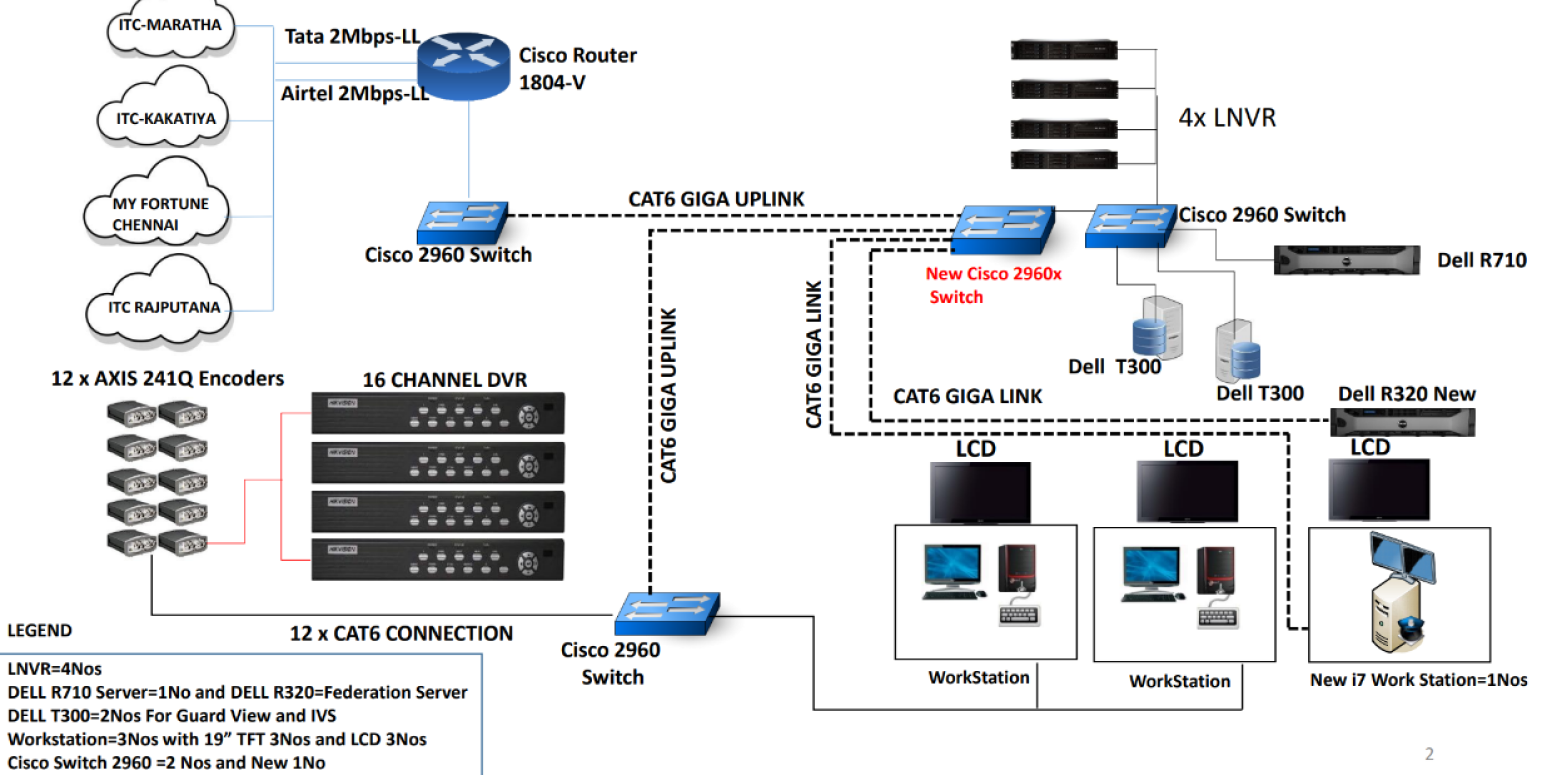 ITC-MARATHA
Tata 2Mbps-LL
Cisco Router
1804-V
Airtel 2Mbps-LL
ITC-KAKATIYA
4x LNVR
MY FORTUNE
CHENNAI
CAT6 GIGA UPLINK
Cisco 2960 Switch
Cisco 2960 Switch
Dell R710
New Cisco 2960x
Switch
ITC RAJPUTANA
CAT6 GIGA UPLINK
CAT6 GIGA LINK
Dell T300
Dell T300
12 x AXIS 241Q Encoders
16 CHANNEL DVR
CAT6 GIGA LINK
Dell R320 New
LCD
LCD
LCD
LEGEND
12 x CAT6 CONNECTION
Cisco 2960
Switch
WorkStation
WorkStation
New i7 Work Station=1Nos
LNVR=4Nos
DELL R710 Server=1No and DELL R320=Federation Server
DELL T300=2Nos For Guard View and IVS
Workstation=3Nos with 19” TFT 3Nos and LCD 3Nos
Cisco Switch 2960 =2 Nos and New 1No
2